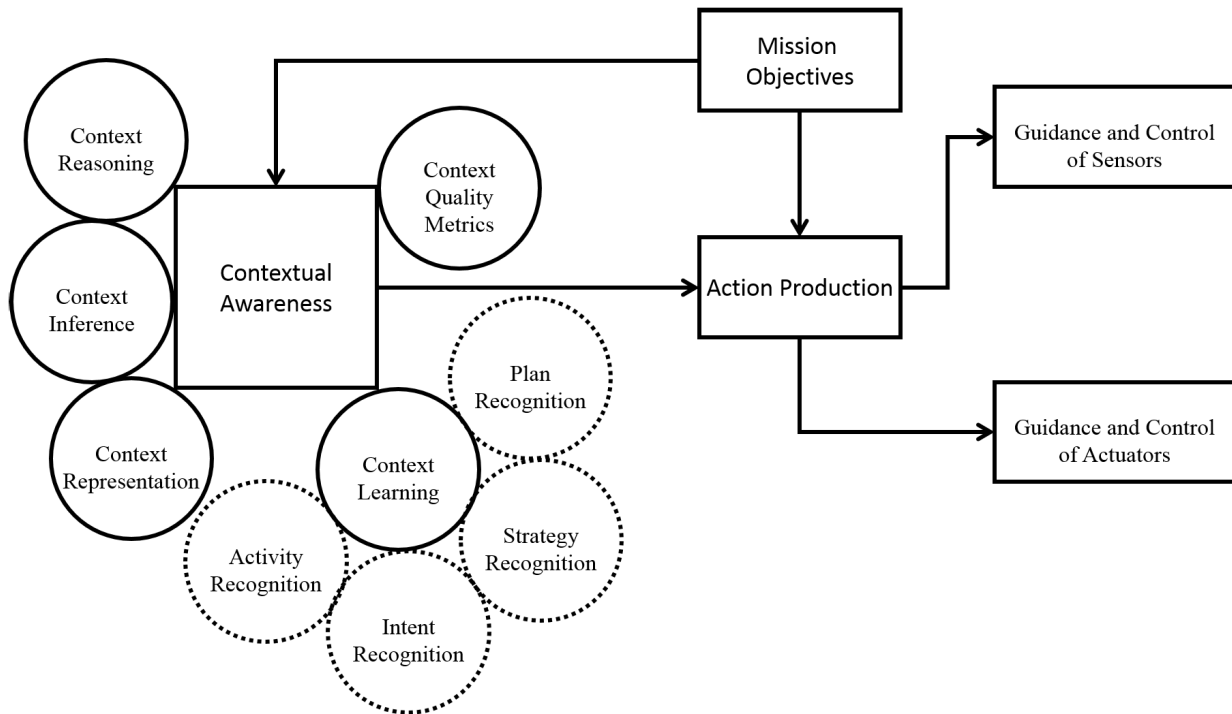 Mission
Objectives
Context
Reasoning
Guidance and Control
of Sensors
Context
Quality
Metrics
Contextual
Awareness
Action Production
Context
Inference
Plan
Recognition
Guidance and Control
of Actuators
Context
Representation
Context
Learning
Strategy
Recognition
Activity
Recognition
Intent
Recognition